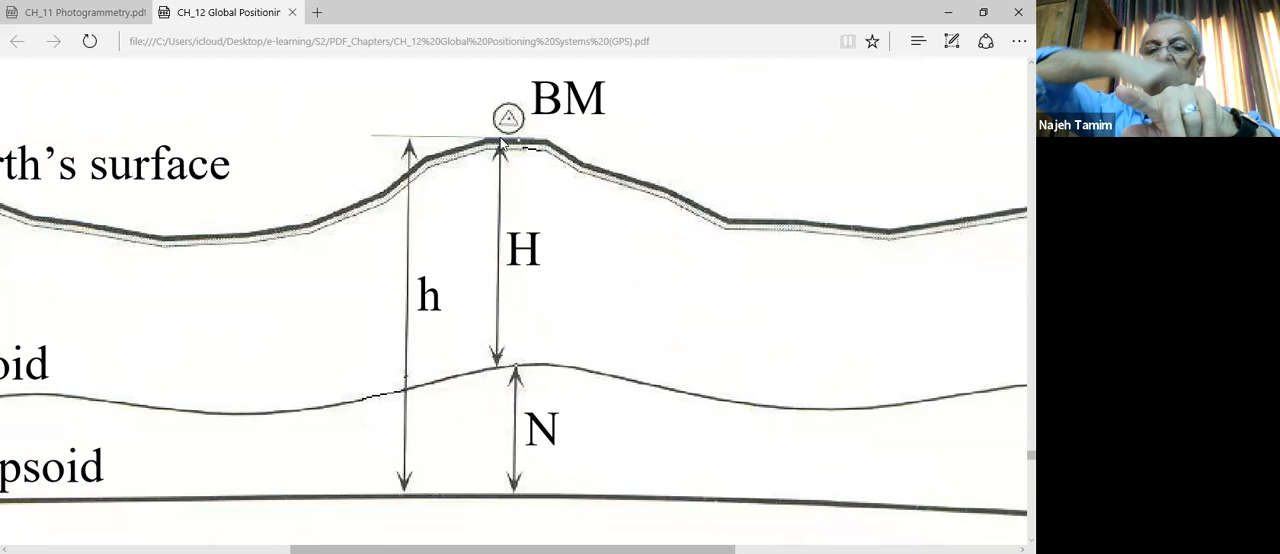 CH_11 Photogrammetry.pdf
CH_12 Global Positionin
file:///C:/Users/icloud/Desktop/e-learning/S2/PDF_Chapters/CH_12%20Global%20Positioning%20Systems%20(GPS).pdf
Najeh Tamim
BM
rth's surface
H
h
oid
N
psoid